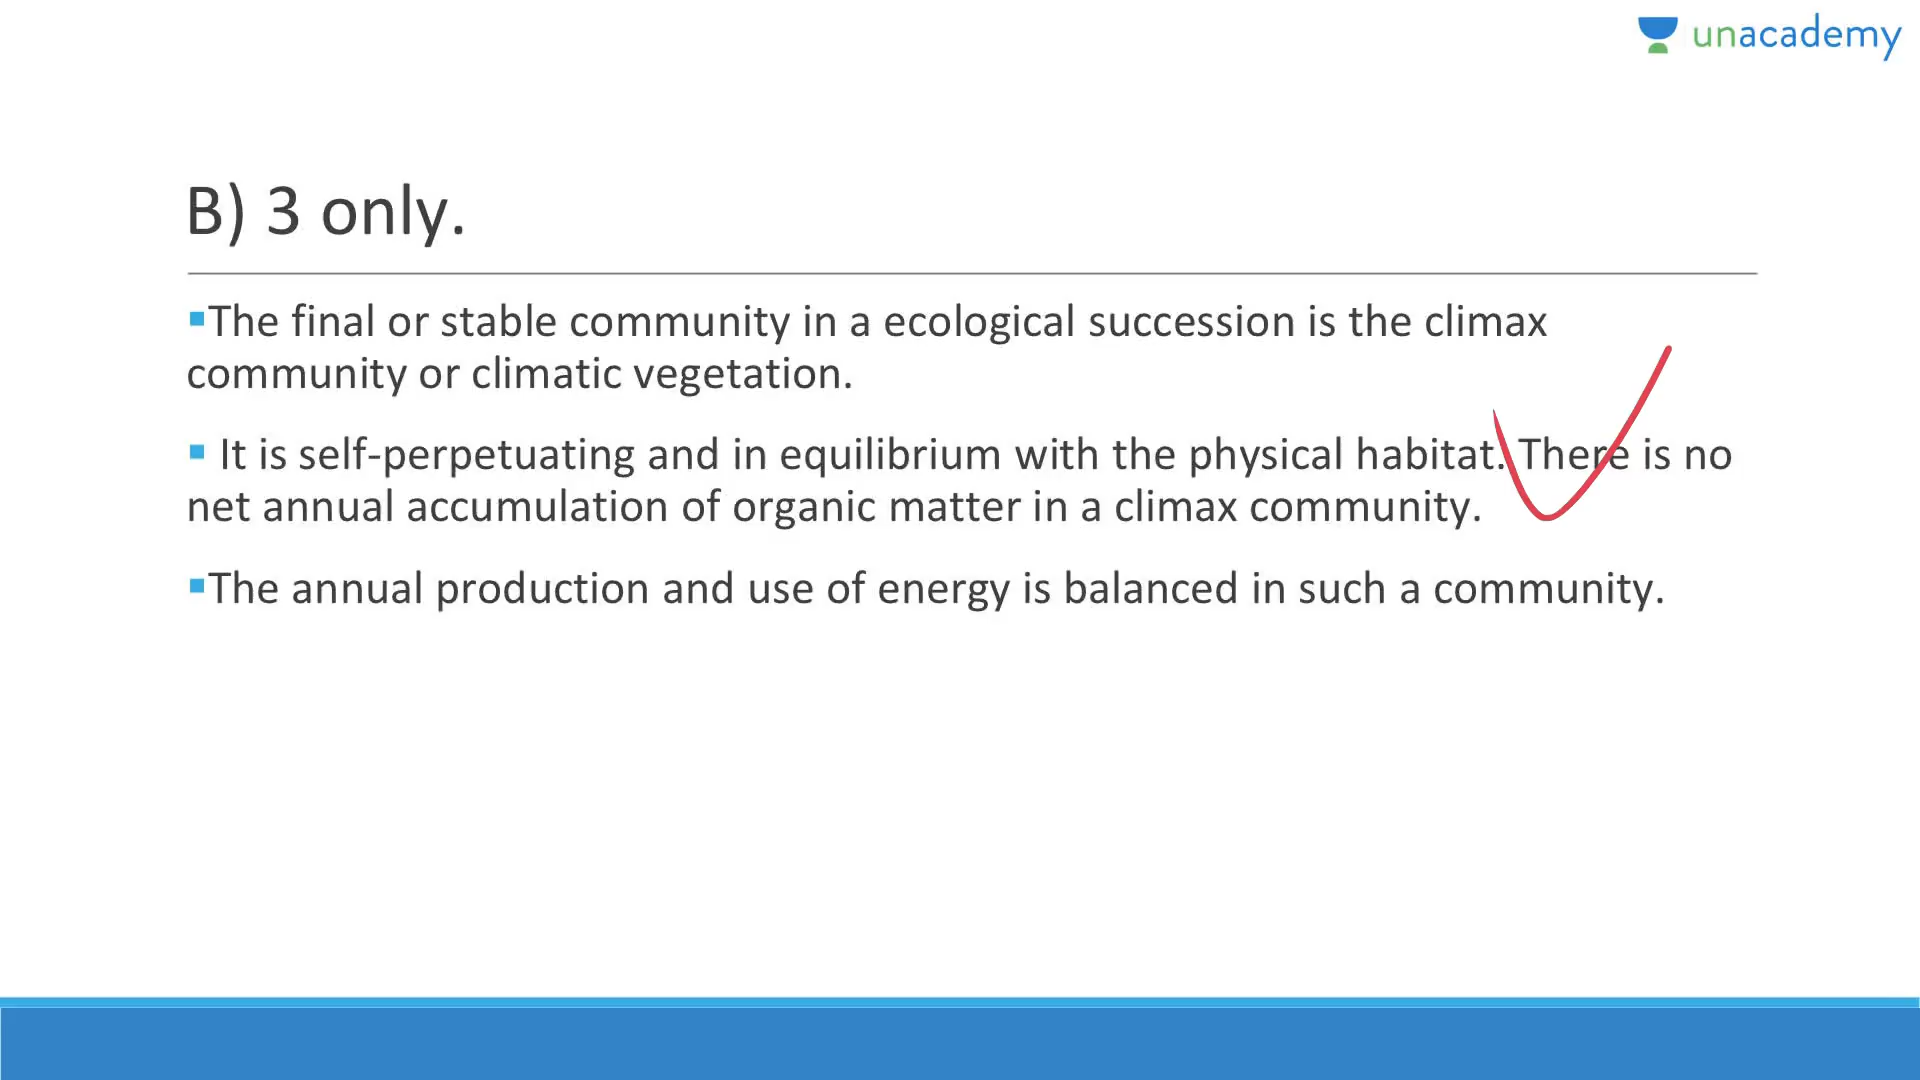 unacademy
B) 3 only.
▪The final or stable community in a ecological succession is the climax
community or climatic vegetation.
▪ It is self-perpetuating and in equilibrium with the physical habitat. There is no
net annual accumulation of organic matter in a climax community.
▪The annual production and use of energy is balanced in such a community.